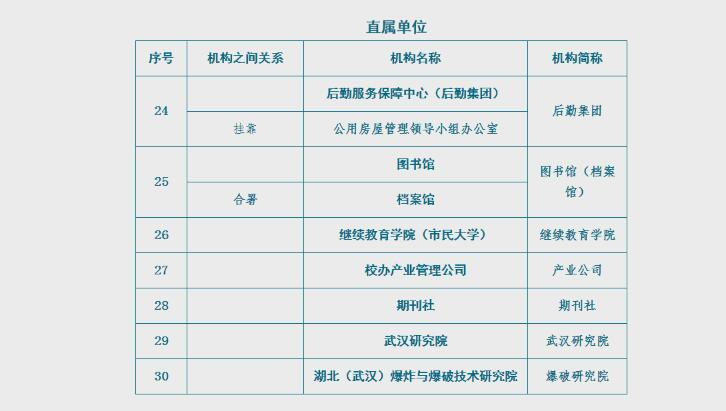 直属单位
序号 机构之间关系 机构名称 机构简称
24 后勤服务保障中心（后勤集团） 后勤集团
挂靠 公用房屋管理领导小组办公室
25 图书馆 图书馆（档案
馆）
合署 档案馆
26 继续教育学院（市民大学） 继续教育学院
27 校办产业管理公司 产业公司
28 期刊社 期刊社
29 武汉研究院 武汉研究院
30 湖北（武汉）爆炸与爆破技术研究院 爆破研究院